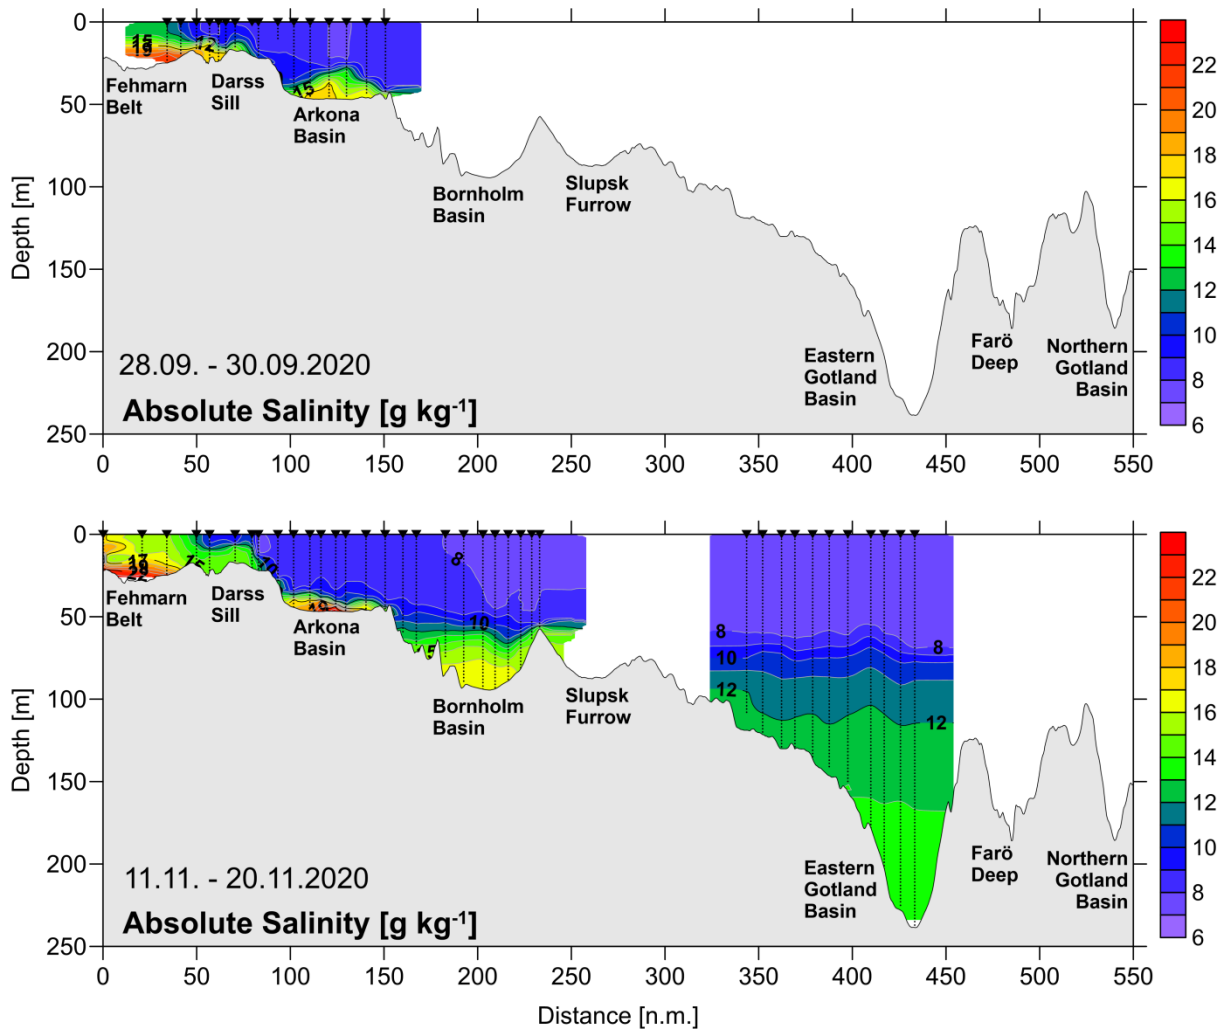 0
50
100
150
200
250
Depth [m]
15
19
12
15
Fehmarn
Belt
Darss
Sill
Arkona
Basin
Bornholm
Basin
Slupsk
Furrow
Eastern
Gotland
Basin
Farö
Deep
Northern
Gotland
Basin
28.09. - 30.09.2020
Absolute Salinity [g kg-1]
0 50 100 150 200 250 300 350 400 450 500 550
22
20
18
16
14
12
10
8
6
0
50
100
150
200
250
Depth [m]
17
22
15
10
8
10
8
10
12
8
12
Fehmarn
Belt
Darss
Sill
Arkona
Basin
Bornholm
Basin
Slupsk
Furrow
Eastern
Gotland
Basin
Farö
Deep
Northern
Gotland
Basin
11.11. - 20.11.2020
Absolute Salinity [g kg-1]
0 50 100 150 200 250 300 350 400 450 500 550
Distance [n.m.]
22
20
18
16
14
12
10
8
6